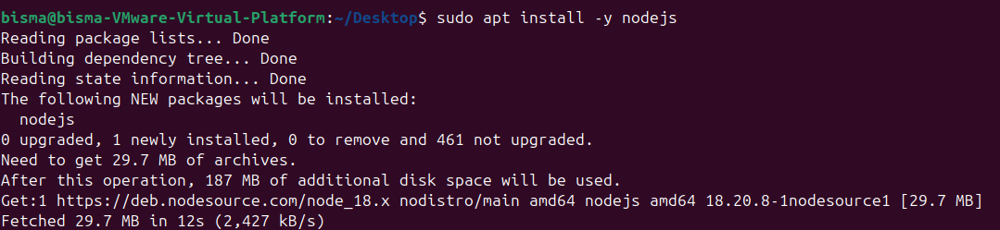 bisma@bisma-VMware-Virtual-Platform:~/Desktop$ sudo apt install -y nodejs
Reading package lists... Done
Building dependency tree... Done
Reading state information... Done
The following NEW packages will be installed:
  nodejs
0 upgraded, 1 newly installed, 0 to remove and 461 not upgraded.
Need to get 29.7 MB of archives.
After this operation, 187 MB of additional disk space will be used.
Get:1 https://deb.nodesource.com/node_18.x nodistro/main amd64 nodejs amd64 18.20.8-1nodesource1 [29.7 MB]
Fetched 29.7 MB in 12s (2,427 kB/s)